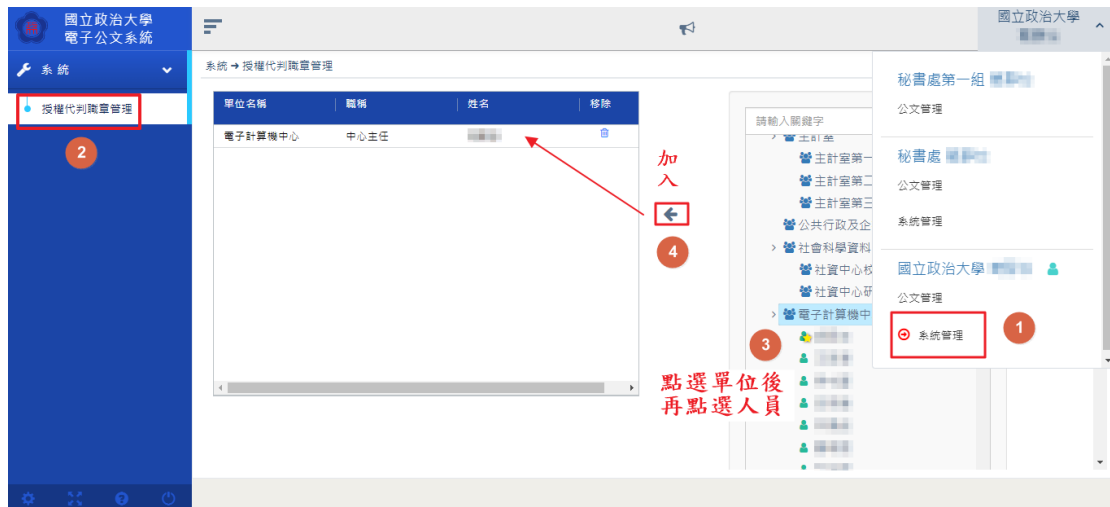 國立政治大學
電子公文系統
國立政治大學
系統
授權代判職章管理
2
系統→授權代判職章管理
單位名稱 職稱 姓名 移除
電子計算機中心 中心主任
加
入
4
請輸入關鍵字
主計室
主計室第一
主計室第二
主計室第三
公共行政及企
社會科學資料
社資中心校
社資中心研
電子計算機中
3
點選單位後
再點選人員
秘書處第一組
公文管理
秘書處
公文管理
系統管理
國立政治大學
公文管理
系統管理
1